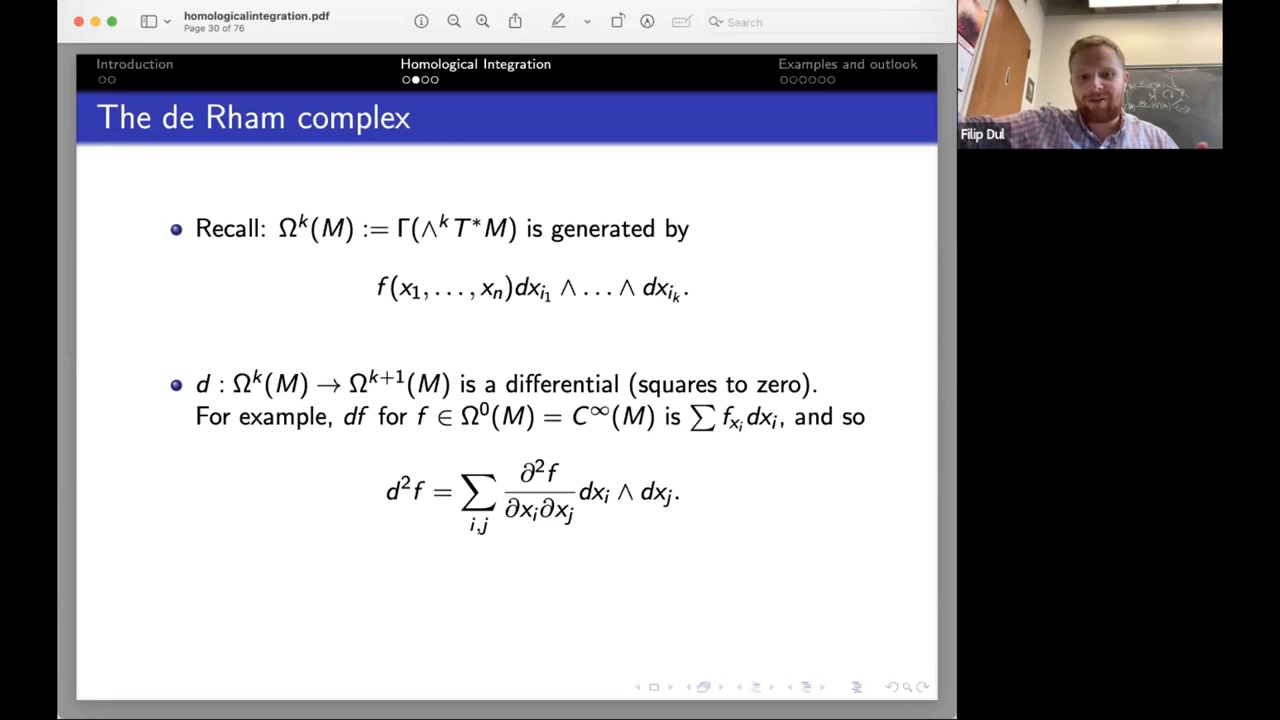 homologicalintegration.pdf
Page 30 of 76
Search
Introduction
Homological Integration
Examples and outlook
The de Rham complex
Recall: Ω^k(M) := Γ(∧^k T*M) is generated by
f(x_1, . . . , x_n)dx_{i_1} ∧ . . . ∧ dx_{i_k}.
d : Ω^k(M) → Ω^{k+1}(M) is a differential (squares to zero).
For example, df for f ∈ Ω^0(M) = C^∞(M) is ∑ f_{x_i} dx_i, and so
d^2 f = ∑_{i,j} ∂^2 f / ∂x_i ∂x_j dx_i ∧ dx_j.
Filip Dul